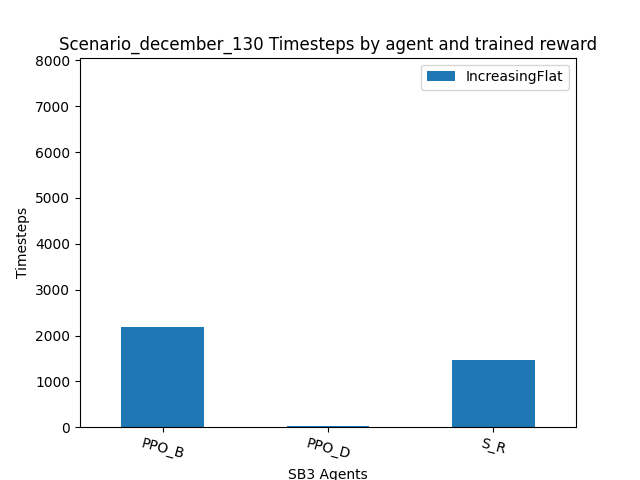 Scenario_december_130 Timesteps by agent and trained reward
IncreasingFlat
8000
7000
6000
5000
4000
3000
2000
1000
0
Timesteps
PPO_B
PPO_D
S_R
SB3 Agents